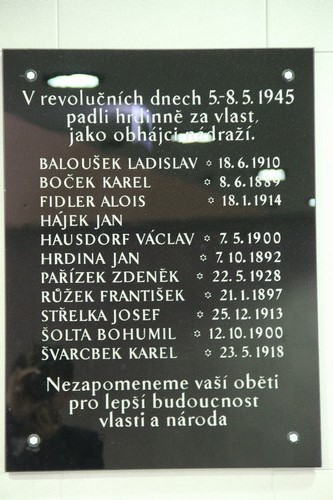 V revolučních dnech 5.-8.5.1945
padli hrdinně za vlast,
jako obhájci nádraží.
BALOUŠEK LADISLAV ✡ 18.6.1910
BOČEK KAREL ✡ 8.6.1889
FIDLER ALOIS ✡ 18.1.1914
HÁJEK JAN
HAUSDORF VÁCLAV ✡ 7.5.1900
HRDINA JAN ✡ 7.10.1892
PAŘÍZEK ZDENĚK ✡ 22.5.1928
RŮŽEK FRANTIŠEK ✡ 21.1.1897
STŘELKA JOSEF ✡ 25.12.1913
ŠOLTA BOHUMIL ✡ 12.10.1900
ŠVARCBEK KAREL ✡ 23.5.1918
Nezapomeneme vaší oběti
pro lepší budoucnost
vlasti a národa